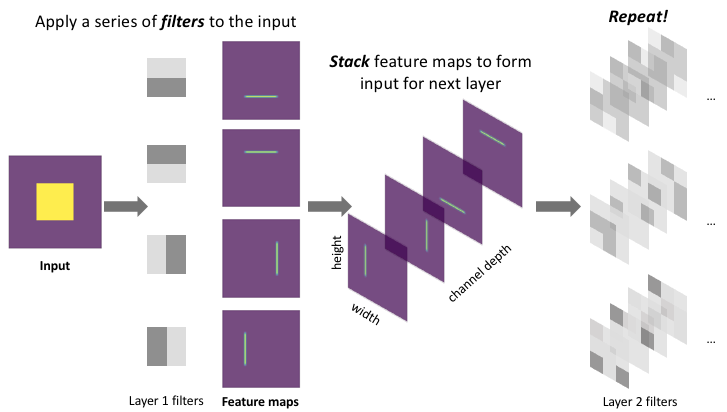 Apply a series of filters to the input
Repeat!
Stack feature maps to form
input for next layer
...
...
...
Input
height
width
channel depth
Layer 1 filters
Feature maps
Layer 2 filters